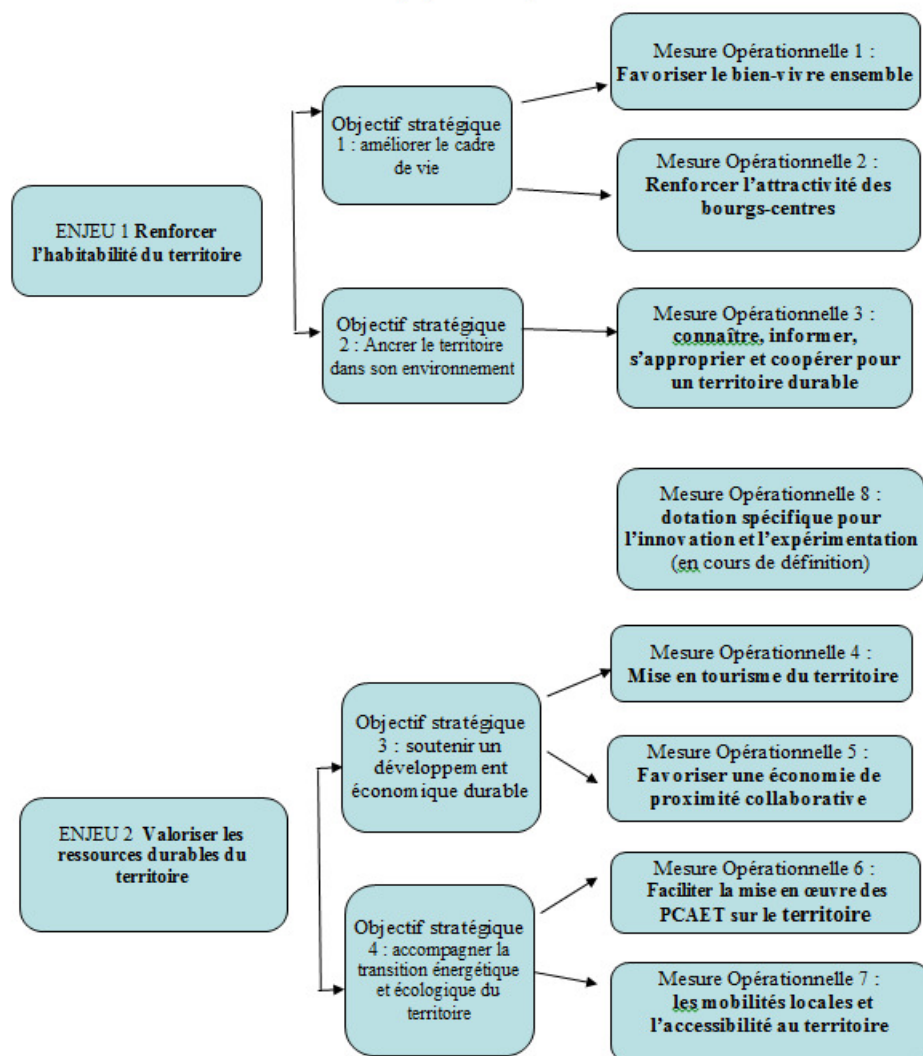 ENJEU 1 Renforcer
l'habitabilité du territoire
Objectif stratégique
1 : améliorer le cadre
de vie
Mesure Opérationnelle 1 :
Favoriser le bien-vivre ensemble
Mesure Opérationnelle 2 :
Renforcer l'attractivité des
bourgs-centres
Objectif stratégique
2 : Ancrer le territoire
dans son environnement
Mesure Opérationnelle 3 :
connaître, informer,
s'approprier et coopérer pour
un territoire durable
Mesure Opérationnelle 8 :
dotation spécifique pour
l'innovation et l'expérimentation
(en cours de définition)
ENJEU 2 Valoriser les
ressources durables du
territoire
Objectif stratégique
3 : soutenir un
développem ent
économique durable
Mesure Opérationnelle 4 :
Mise en tourisme du territoire
Mesure Opérationnelle 5 :
Favoriser une économie de
proximité collaborative
Objectif stratégique
4 : accompagner la
transition énergétique
et écologique du
territoire
Mesure Opérationnelle 6 :
Faciliter la mise en œuvre des
PCAET sur le territoire
Mesure Opérationnelle 7 :
les mobilités locales et
l'accessibilité au territoire